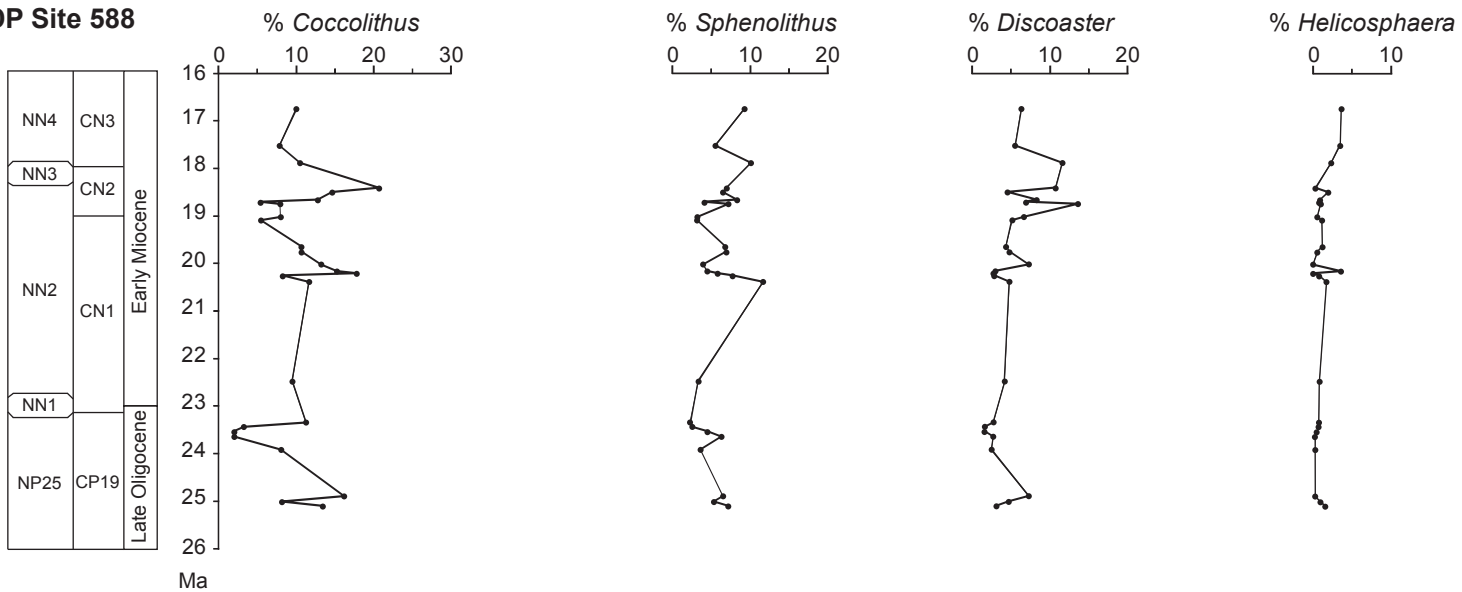 OP Site 588
% Coccolithus
% Sphenolithus
% Discoaster
% Helicosphaera
0 10 20 30
0 10 20
0 10 20
0 10
16
17
18
19
20
21
22
23
24
25
26
Ma
NN4
NN3
NN2
NN1
NP25
CN3
CN2
CN1
CP19
Early Miocene
Late Oligocene